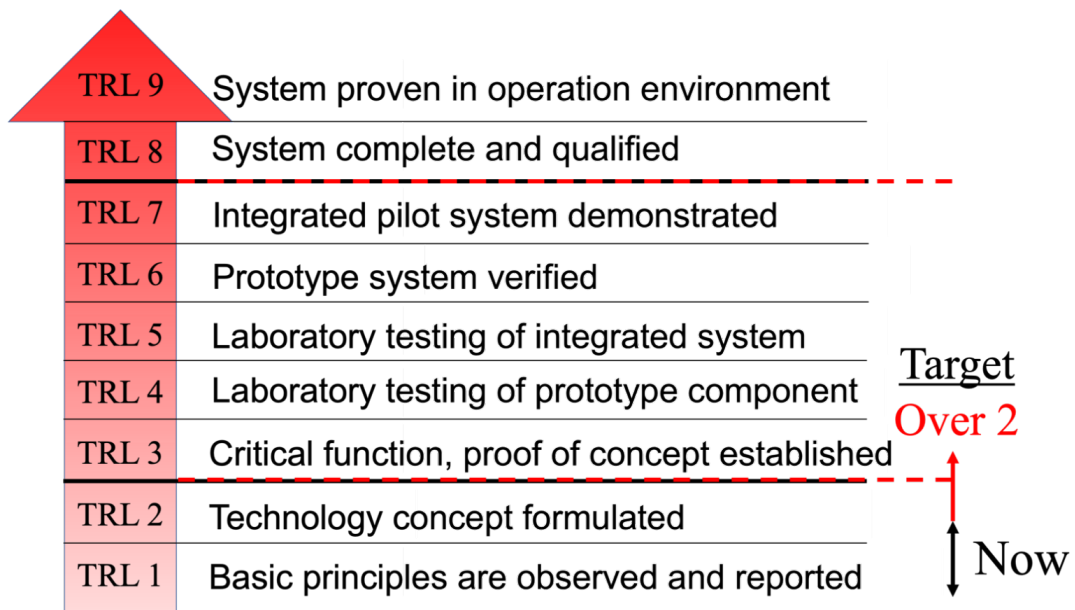 TRL 9 System proven in operation environment
TRL 8 System complete and qualified
TRL 7 Integrated pilot system demonstrated
TRL 6 Prototype system verified
TRL 5 Laboratory testing of integrated system
TRL 4 Laboratory testing of prototype component
TRL 3 Critical function, proof of concept established
TRL 2 Technology concept formulated
TRL 1 Basic principles are observed and reported
Target
Over 2
Now